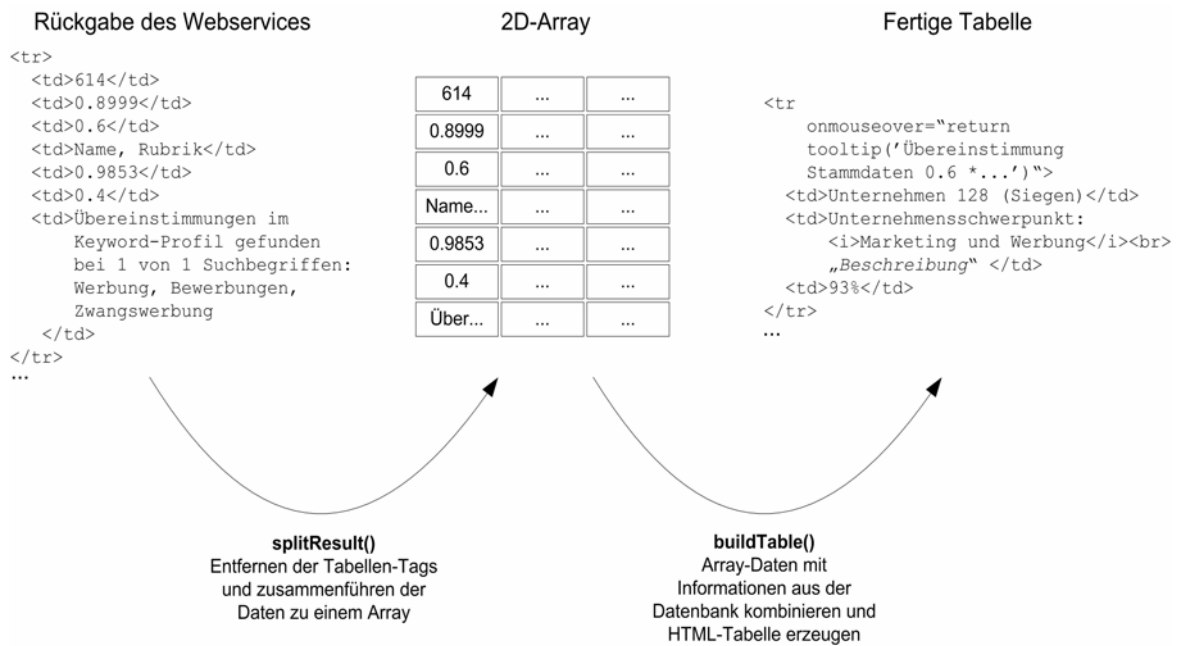 Rückgabe des Webservices
<tr>
<td>614</td>
<td>0.8999</td>
<td>0.6</td>
<td>Name, Rubrik</td>
<td>0.9853</td>
<td>0.4</td>
<td>Übereinstimmungen im
Keyword-Profil gefunden
bei 1 von 1 Suchbegriffen:
Werbung, Bewerbungen,
Zwangswerbung
</td>
</tr>
…
2D-Array
614 ... ...
0.8999 ... ...
0.6 ... ...
Name... ... ...
0.9853 ... ...
0.4 ... ...
Über... ... ...
Fertige Tabelle
<tr
onmouseover=“return
tooltip(’Übereinstimmung
Stammdaten 0.6 *...’)“>
<td>Unternehmen 128 (Siegen)</td>
<td>Unternehmensschwerpunkt:
<i>Marketing und Werbung</i><br>
„Beschreibung“ </td>
<td>93%</td>
</tr>
…
splitResult()
Entfernen der Tabellen-Tags
und zusammenführen der
Daten zu einem Array
buildTable()
Array-Daten mit
Informationen aus der
Datenbank kombinieren und
HTML-Tabelle erzeugen